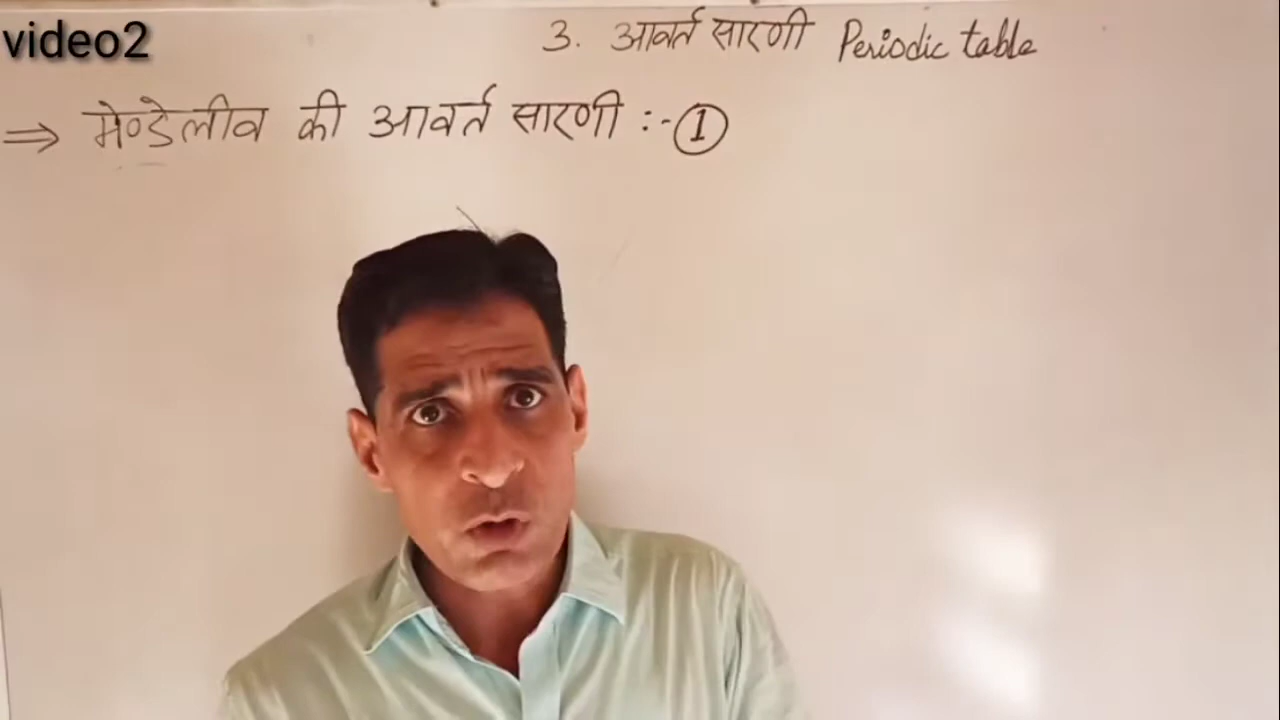 video2
3. आवर्त सारणी Periodic table
⇒ मेण्डेलीव की आवर्त सारणी :- ①